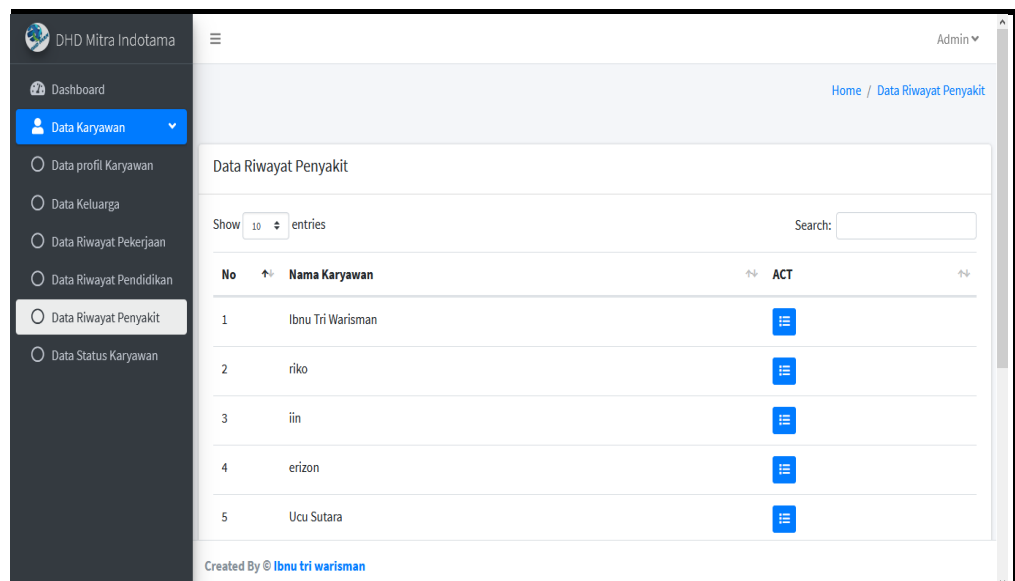 DHD Mitra Indotama
Admin
Dashboard
Home / Data Riwayat Penyakit
Data Karyawan
Data profil Karyawan
Data Keluarga
Data Riwayat Pekerjaan
Data Riwayat Pendidikan
Data Riwayat Penyakit
Data Status Karyawan
Data Riwayat Penyakit
Show 10 entries
Search:
No Nama Karyawan ACT
1 Ibnu Tri Warisman
2 riko
3 iin
4 erizon
5 Ucu Sutara
Created By © Ibnu tri warisman